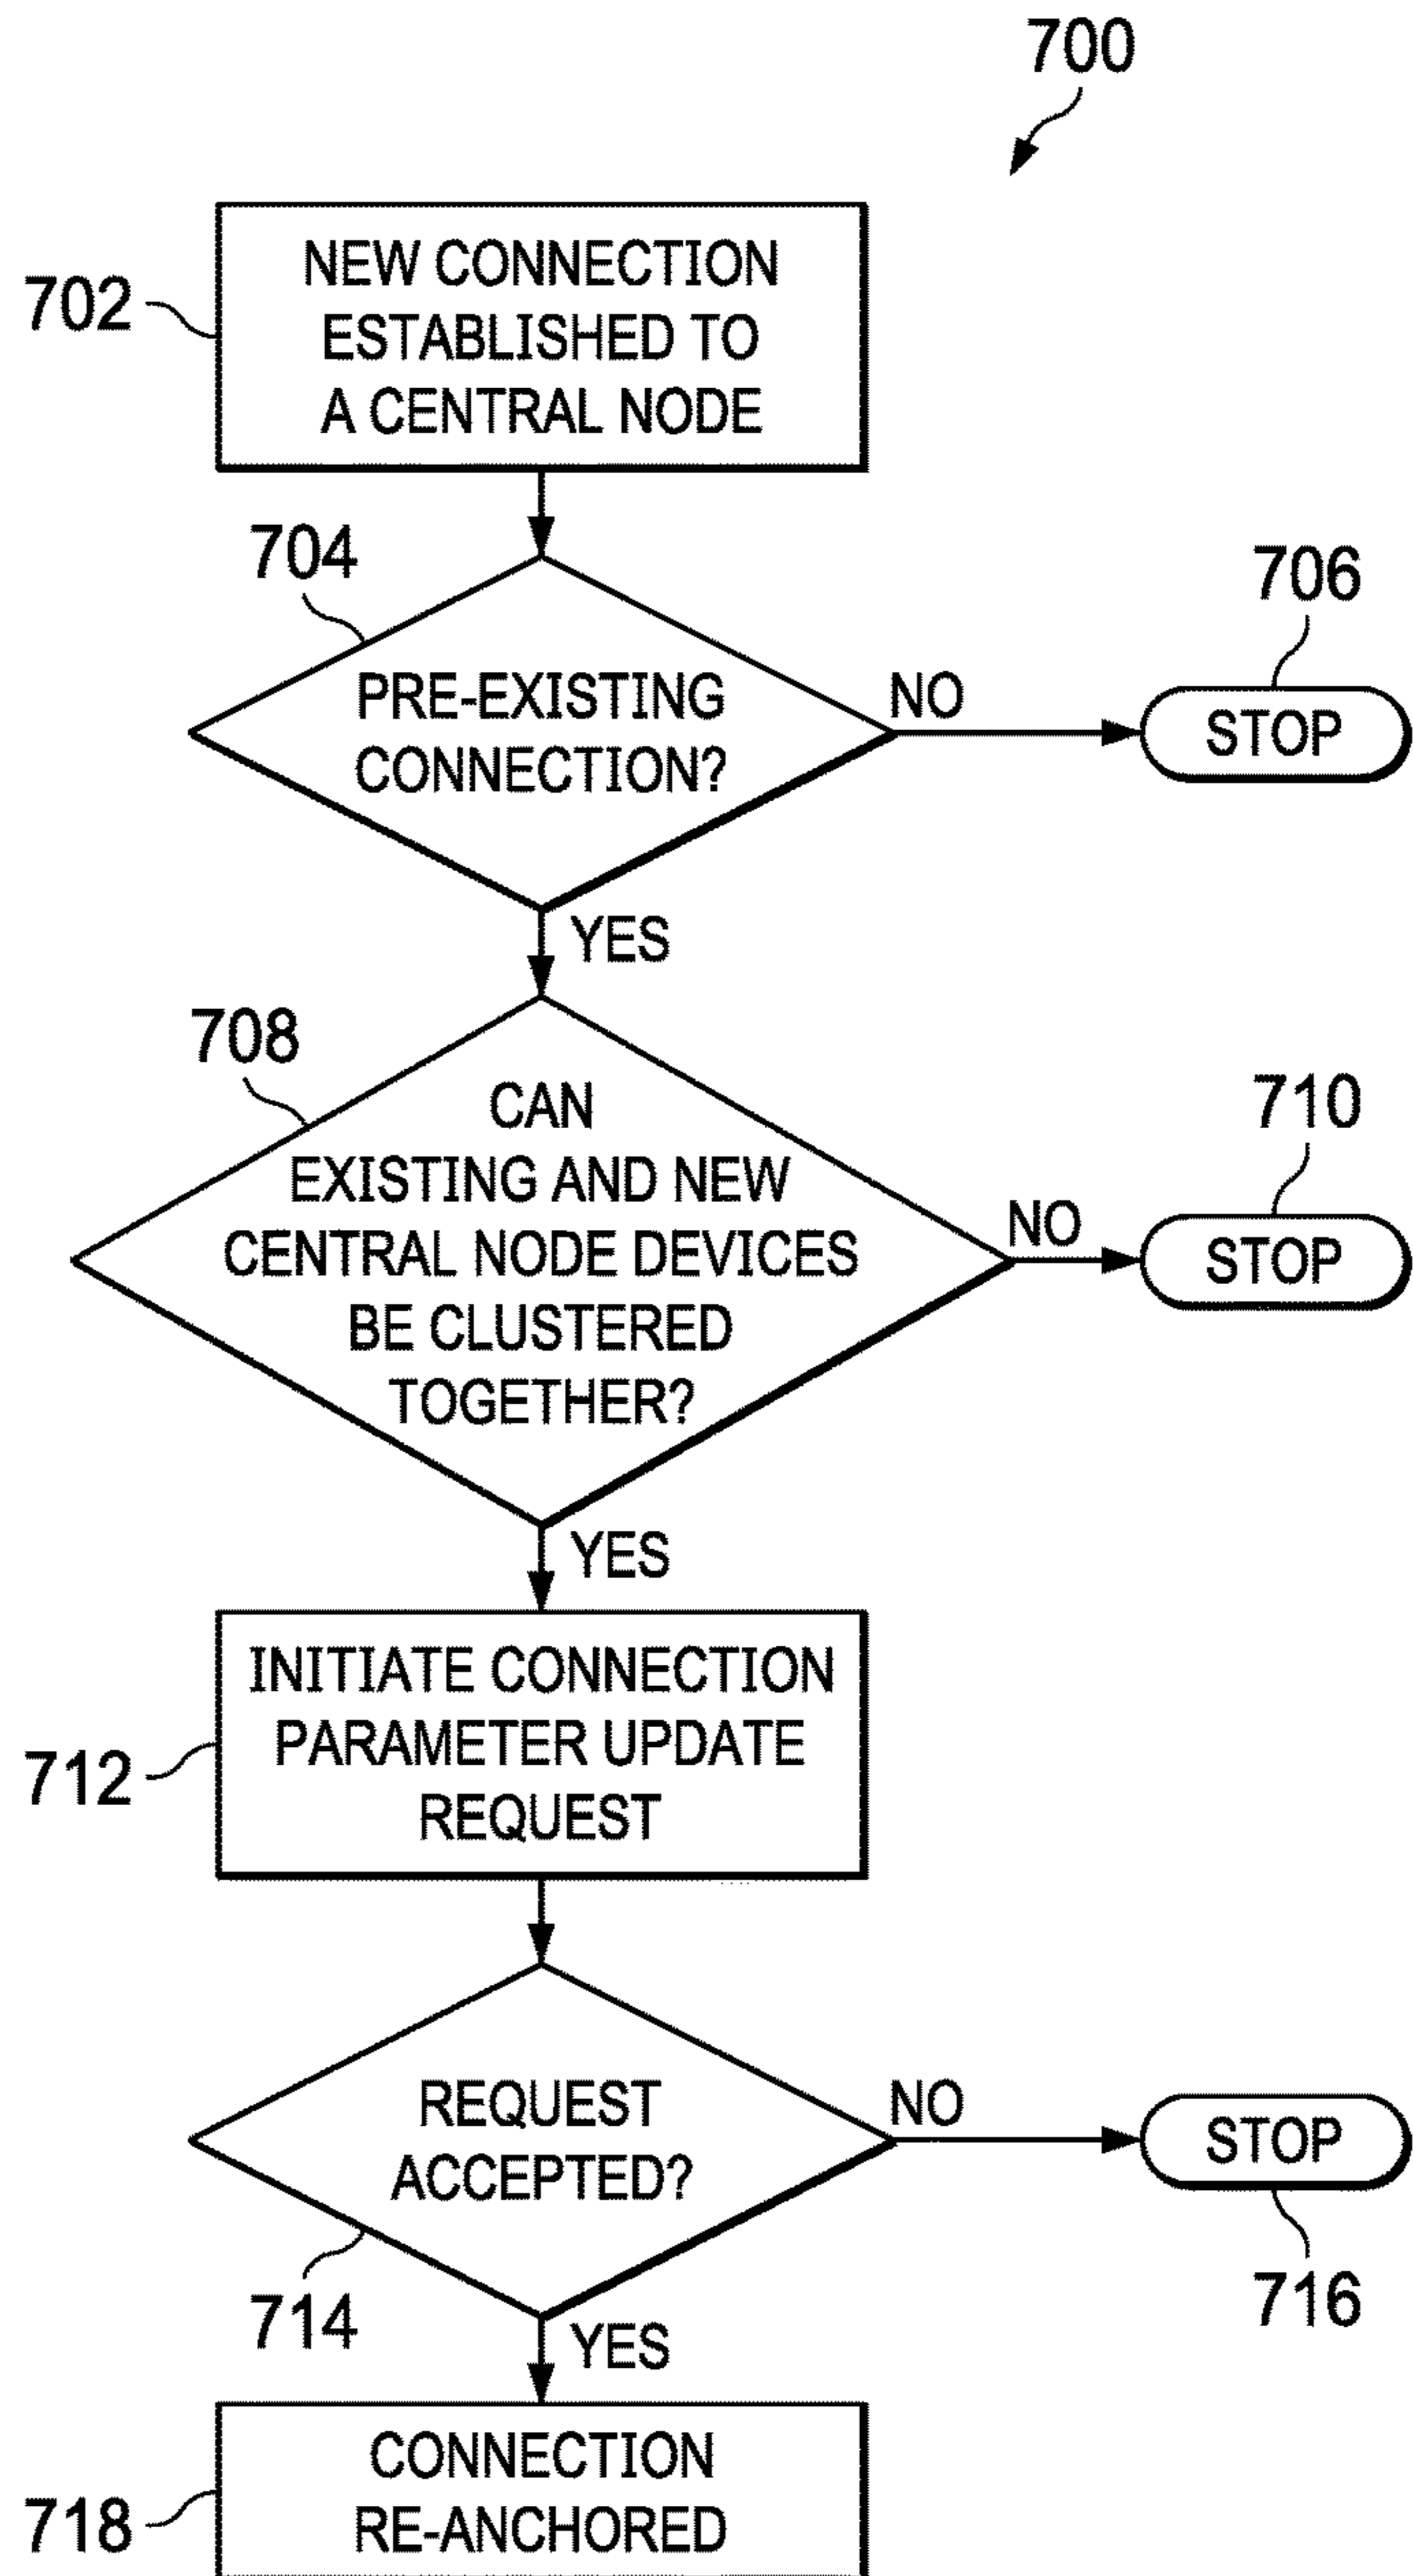 700
702
NEW CONNECTION
ESTABLISHED TO
A CENTRAL NODE
704
PRE-EXISTING
CONNECTION?
NO
706
STOP
YES
708
CAN
EXISTING AND NEW
CENTRAL NODE DEVICES
BE CLUSTERED
TOGETHER?
NO
710
STOP
YES
712
INITIATE CONNECTION
PARAMETER UPDATE
REQUEST
REQUEST
ACCEPTED?
714
NO
STOP
716
YES
718
CONNECTION
RE-ANCHORED